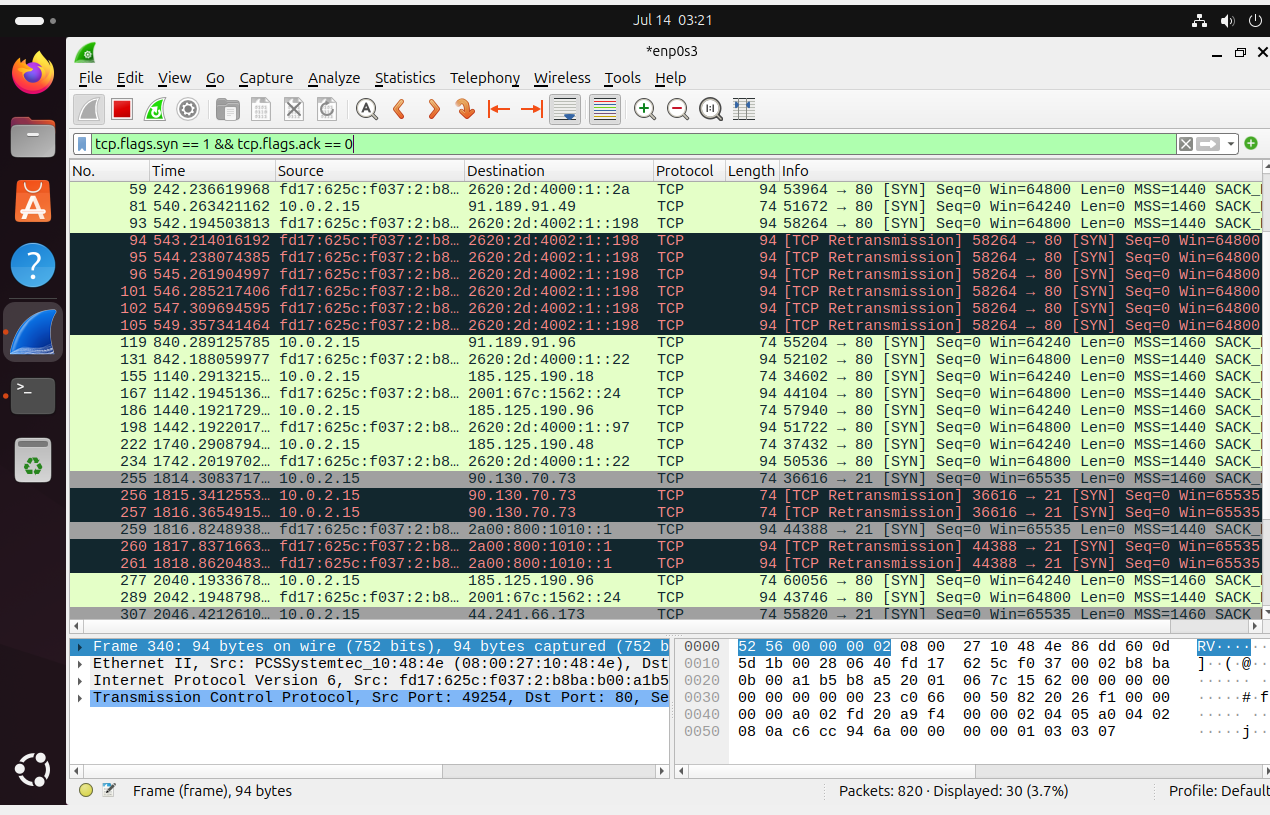 Jul 14 03:21
*enp0s3
File Edit View Go Capture Analyze Statistics Telephony Wireless Tools Help
tcp.flags.syn == 1 && tcp.flags.ack == 0
No. Time Source Destination Protocol Length Info
59 242.236619968 fd17:625c:f037:2:b8… 2620:2d:4000:1::2a TCP 94 53964 → 80 [SYN] Seq=0 Win=64800 Len=0 MSS=1440 SACK_
81 540.263421162 10.0.2.15 91.189.91.49 TCP 74 51672 → 80 [SYN] Seq=0 Win=64240 Len=0 MSS=1460 SACK_
93 542.194503813 fd17:625c:f037:2:b8… 2620:2d:4002:1::198 TCP 94 58264 → 80 [SYN] Seq=0 Win=64800 Len=0 MSS=1440 SACK_
94 543.214016192 fd17:625c:f037:2:b8… 2620:2d:4002:1::198 TCP 94 [TCP Retransmission] 58264 → 80 [SYN] Seq=0 Win=64800
95 544.238074385 fd17:625c:f037:2:b8… 2620:2d:4002:1::198 TCP 94 [TCP Retransmission] 58264 → 80 [SYN] Seq=0 Win=64800
96 545.261904997 fd17:625c:f037:2:b8… 2620:2d:4002:1::198 TCP 94 [TCP Retransmission] 58264 → 80 [SYN] Seq=0 Win=64800
101 546.285217406 fd17:625c:f037:2:b8… 2620:2d:4002:1::198 TCP 94 [TCP Retransmission] 58264 → 80 [SYN] Seq=0 Win=64800
102 547.309694595 fd17:625c:f037:2:b8… 2620:2d:4002:1::198 TCP 94 [TCP Retransmission] 58264 → 80 [SYN] Seq=0 Win=64800
105 549.357341464 fd17:625c:f037:2:b8… 2620:2d:4002:1::198 TCP 94 [TCP Retransmission] 58264 → 80 [SYN] Seq=0 Win=64800
119 840.289125785 10.0.2.15 91.189.91.96 TCP 74 55204 → 80 [SYN] Seq=0 Win=64240 Len=0 MSS=1460 SACK_
131 842.188059977 fd17:625c:f037:2:b8… 2620:2d:4000:1::22 TCP 94 52102 → 80 [SYN] Seq=0 Win=64800 Len=0 MSS=1440 SACK_
155 1140.2913215… 10.0.2.15 185.125.190.18 TCP 74 34602 → 80 [SYN] Seq=0 Win=64240 Len=0 MSS=1460 SACK_
167 1142.1945136… fd17:625c:f037:2:b8… 2001:67c:1562::24 TCP 94 44104 → 80 [SYN] Seq=0 Win=64800 Len=0 MSS=1440 SACK_
186 1440.1921729… 10.0.2.15 185.125.190.96 TCP 74 57940 → 80 [SYN] Seq=0 Win=64240 Len=0 MSS=1460 SACK_
198 1442.1922017… fd17:625c:f037:2:b8… 2620:2d:4000:1::97 TCP 94 51722 → 80 [SYN] Seq=0 Win=64800 Len=0 MSS=1440 SACK_
222 1740.2908794… 10.0.2.15 185.125.190.48 TCP 74 37432 → 80 [SYN] Seq=0 Win=64240 Len=0 MSS=1460 SACK_
234 1742.2019702… fd17:625c:f037:2:b8… 2620:2d:4000:1::22 TCP 94 50536 → 80 [SYN] Seq=0 Win=64800 Len=0 MSS=1440 SACK_
255 1814.3083717… 10.0.2.15 90.130.70.73 TCP 74 36616 → 21 [SYN] Seq=0 Win=65535 Len=0 MSS=1460 SACK_
256 1815.3412553… 10.0.2.15 90.130.70.73 TCP 74 [TCP Retransmission] 36616 → 21 [SYN] Seq=0 Win=65535
257 1816.3654915… 10.0.2.15 90.130.70.73 TCP 74 [TCP Retransmission] 36616 → 21 [SYN] Seq=0 Win=65535
259 1816.8248938… fd17:625c:f037:2:b8… 2a00:800:1010::1 TCP 94 44388 → 21 [SYN] Seq=0 Win=65535 Len=0 MSS=1440 SACK_
260 1817.8371663… fd17:625c:f037:2:b8… 2a00:800:1010::1 TCP 94 [TCP Retransmission] 44388 → 21 [SYN] Seq=0 Win=65535
261 1818.8620483… fd17:625c:f037:2:b8… 2a00:800:1010::1 TCP 94 [TCP Retransmission] 44388 → 21 [SYN] Seq=0 Win=65535
277 2040.1933678… 10.0.2.15 185.125.190.96 TCP 74 60056 → 80 [SYN] Seq=0 Win=64240 Len=0 MSS=1460 SACK_
289 2042.1948798… fd17:625c:f037:2:b8… 2001:67c:1562::24 TCP 94 43746 → 80 [SYN] Seq=0 Win=64800 Len=0 MSS=1440 SACK_
307 2046.4212610… 10.0.2.15 44.241.66.173 TCP 74 55820 → 21 [SYN] Seq=0 Win=65535 Len=0 MSS=1460 SACK_
Frame 340: 94 bytes on wire (752 bits), 94 bytes captured (752 b
Ethernet II, Src: PCSSystemtec_10:48:4e (08:00:27:10:48:4e), Dst
Internet Protocol Version 6, Src: fd17:625c:f037:2:b8ba:b00:a1b5
Transmission Control Protocol, Src Port: 49254, Dst Port: 80, Se
0000 52 56 00 00 00 02 08 00 27 10 48 4e 86 dd 60 0d RV····
0010 5d 1b 00 28 06 40 fd 17 62 5c f0 37 00 02 b8 ba ]··(·@··
0020 0b 00 a1 b5 b8 a5 20 01 06 7c 15 62 00 00 00 00
0030 00 00 00 00 00 23 c0 66 00 50 82 20 26 f1 00 00 ·····#·f
0040 00 00 a0 02 fd 20 a9 f4 00 00 02 04 05 a0 04 02
0050 08 0a c6 cc 94 6a 00 00 00 00 01 03 03 07 ·····j··
Frame (frame), 94 bytes
Packets: 820 · Displayed: 30 (3.7%)
Profile: Default